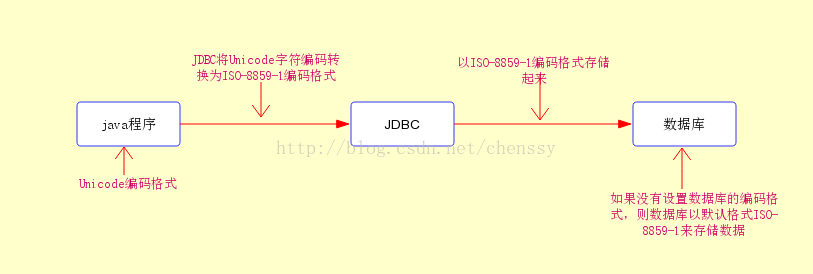 JDBC将Unicode字符编码转
换为ISO-8859-1编码格式
以ISO-8859-1编码格式存储
起来
java程序
JDBC
数据库
http://blog.csdn.net/chenssy
Unicode编码格式
如果没有设置数据库的编码格
式，则数据库以默认格式ISO-
8859-1来存储数据